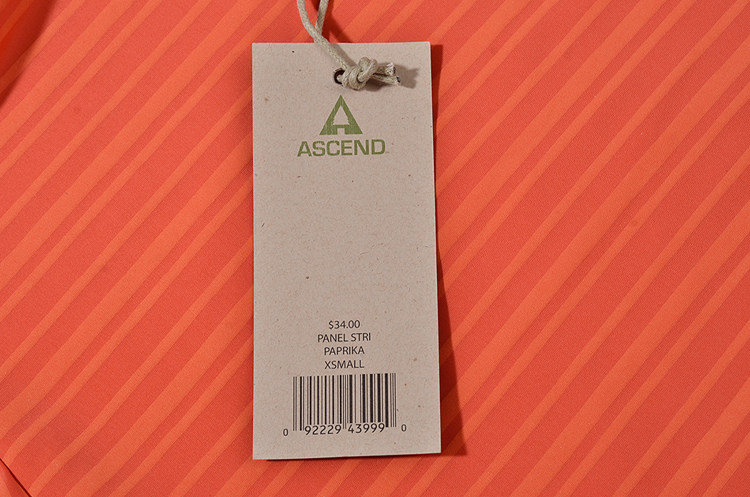 ASCEND
$34.00
PANEL STRI
PAPRIKA
XSMALL
0 92229 43999 0